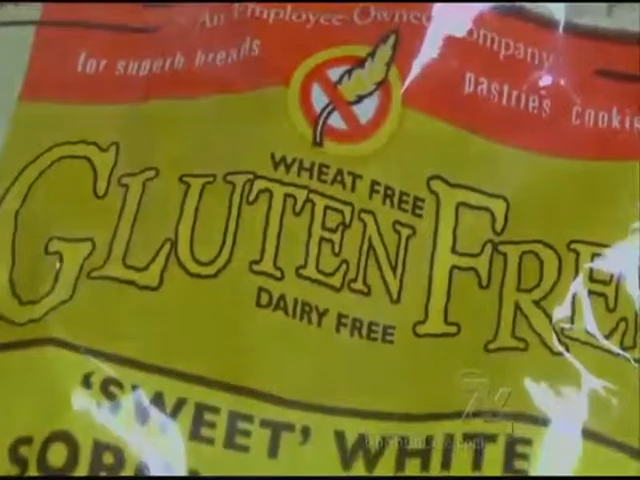 An Employee-Owned Company
for superb breads
pastries cookies
WHEAT FREE
GLUTEN FREE
DAIRY FREE
'SWEET' WHITE